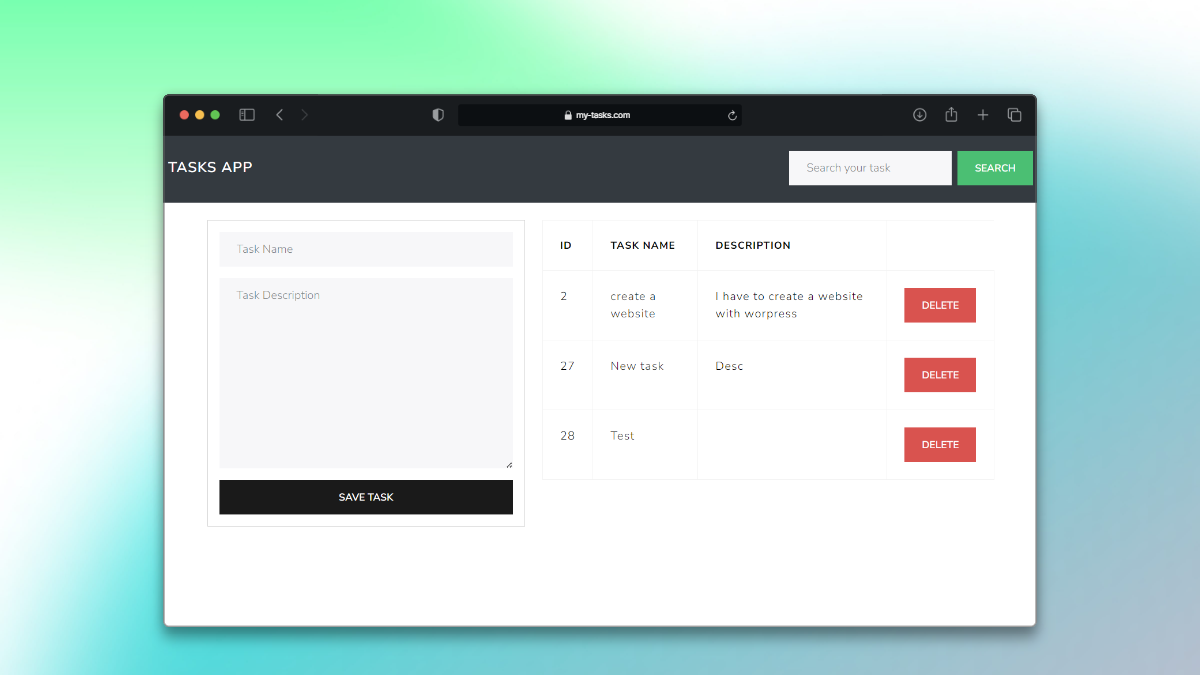 my-tasks.com
TASKS APP
Search your task
SEARCH
Task Name
Task Description
SAVE TASK
ID TASK NAME DESCRIPTION
2 create a website I have to create a website with worpress DELETE
27 New task Desc DELETE
28 Test DELETE